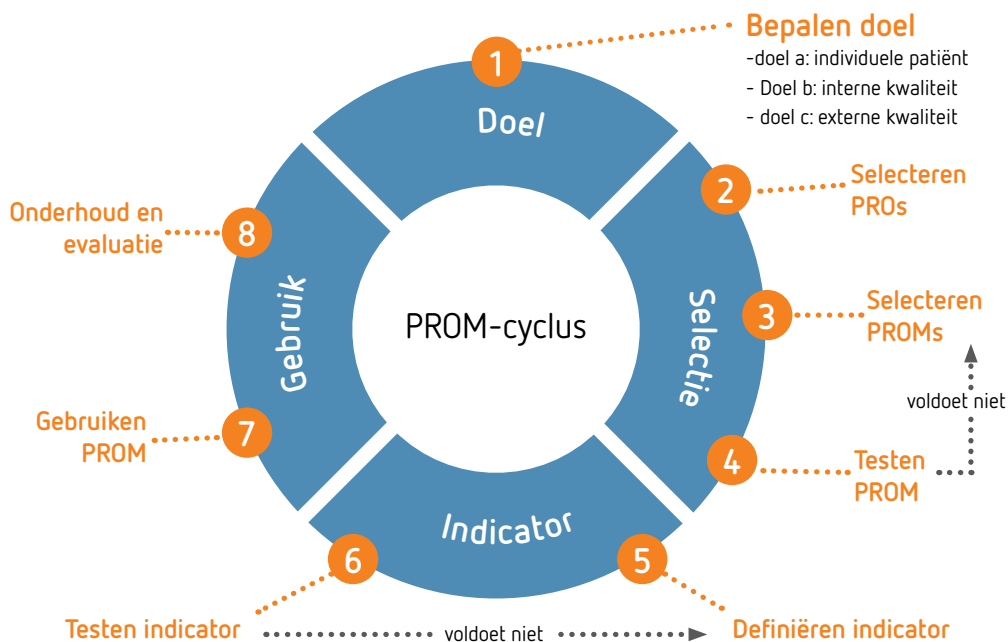 Bepalen doel
-doel a: individuele patiënt
- Doel b: interne kwaliteit
- doel c: externe kwaliteit
1
Doel
2
Selecteren
PROs
Onderhoud en
evaluatie
8
3
Selecteren
PROMs
Gebruik
PROM-cyclus
Selectie
voldoet niet
Gebruiken
PROM
7
4
Testen
PROM
Indicator
6
5
Testen indicator
voldoet niet
Definiëren indicator